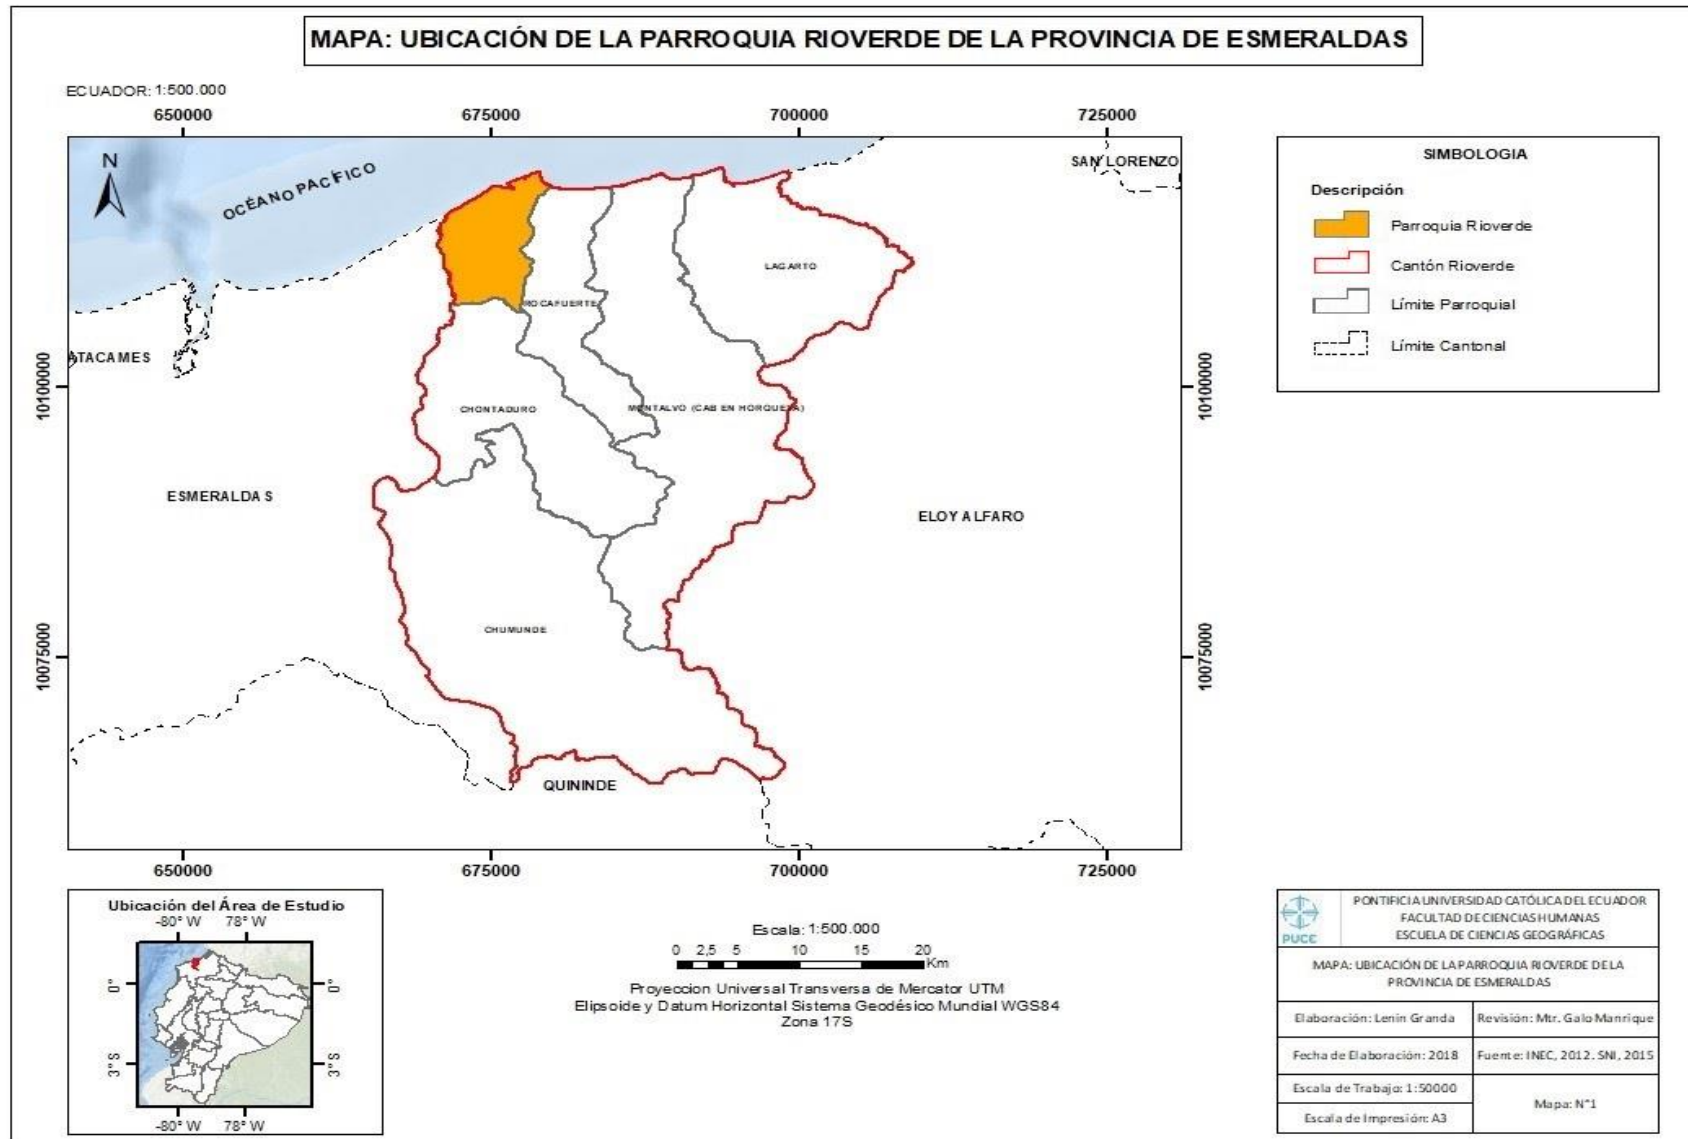 MAPA: UBICACIÓN DE LA PARROQUIA RIOVERDE DE LA PROVINCIA DE ESMERALDAS
ECUADOR: 1:500.000
650000
675000
700000
725000
N
OCÉANO PACÍFICO
SAN LORENZO
LAGARTO
ROCAFUERTE
ATACAMES
10100000
10100000
CHONTADURO
MONTALVO (CAB EN HORQUETA)
ESMERALDAS
ELOY ALFARO
CHUMUNDE
10075000
10075000
QUININDE
650000
675000
700000
725000
SIMBOLOGIA
Descripción
Parroquia Rioverde
Cantón Rioverde
Límite Parroquial
Límite Cantonal
Ubicación del Área de Estudio
-80° W
78° W
0°
0°
3°S
3°S
-80° W
78° W
Escala: 1:500.000
0 2,5 5 10 15 20
Km
Proyeccion Universal Transversa de Mercator UTM
Elipsoide y Datum Horizontal Sistema Geodésico Mundial WGS84
Zona 17S
PUCE
PONTIFICIA UNIVERSIDAD CATÓLICA DEL ECUADOR
FACULTAD DE CIENCIAS HUMANAS
ESCUELA DE CIENCIAS GEOGRÁFICAS
MAPA: UBICACIÓN DE LA PARROQUIA RIOVERDE DE LA
PROVINCIA DE ESMERALDAS
Elaboración: Lenin Granda
Revisión: Mtr. Galo Manrique
Fecha de Elaboración: 2018
Fuente: INEC, 2012. SNI, 2015
Escala de Trabajo: 1:50000
Mapa: N°1
Escala de Impresión: A3